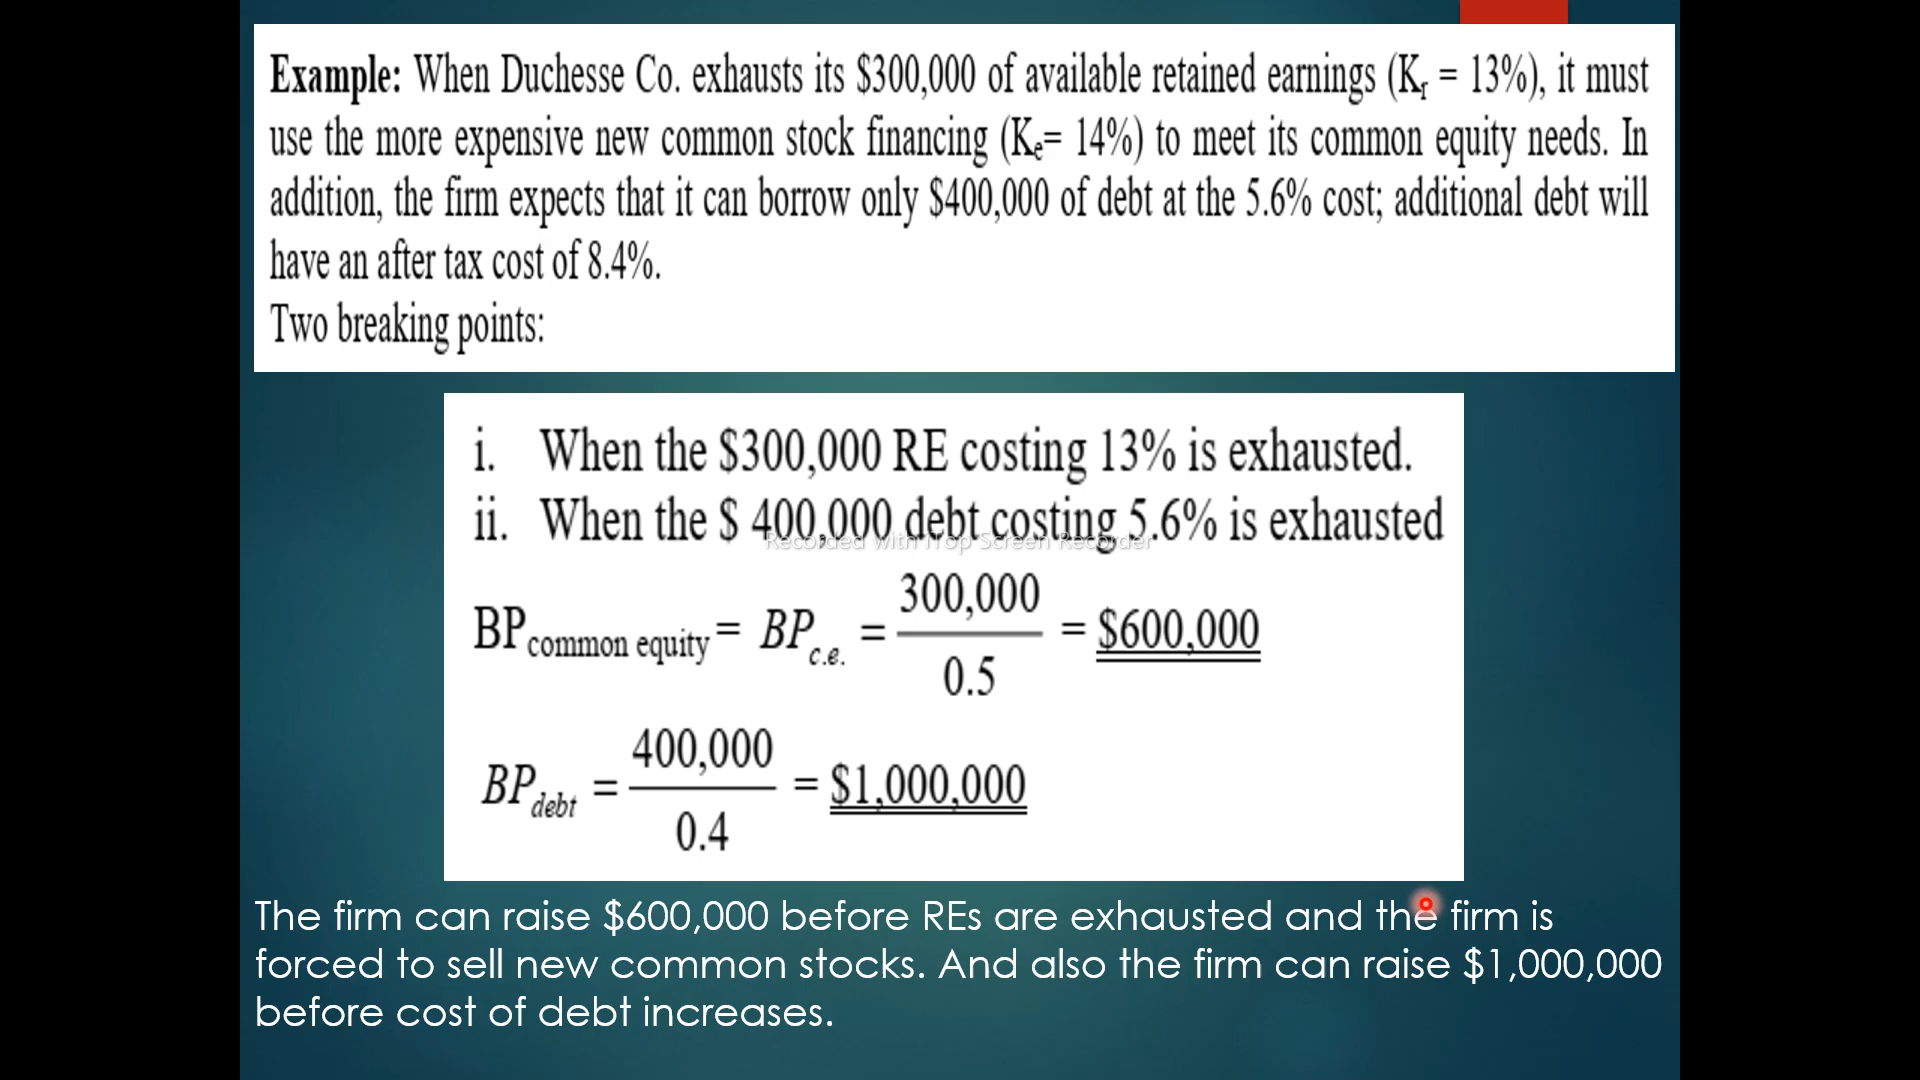 Example: When Duchesse Co. exhausts its $300,000 of available retained earnings (Kr = 13%), it must
use the more expensive new common stock financing (Ke= 14%) to meet its common equity needs. In
addition, the firm expects that it can borrow only $400,000 of debt at the 5.6% cost; additional debt will
have an after tax cost of 8.4%.
Two breaking points:
i. When the $300,000 RE costing 13% is exhausted.
ii. When the $ 400,000 debt costing 5.6% is exhausted
Recorded with iTop Screen Recorder
BPcommon equity = BPc.e. = 300,000 / 0.5 = $600,000
BPdebt = 400,000 / 0.4 = $1,000,000
The firm can raise $600,000 before REs are exhausted and the firm is
forced to sell new common stocks. And also the firm can raise $1,000,000
before cost of debt increases.